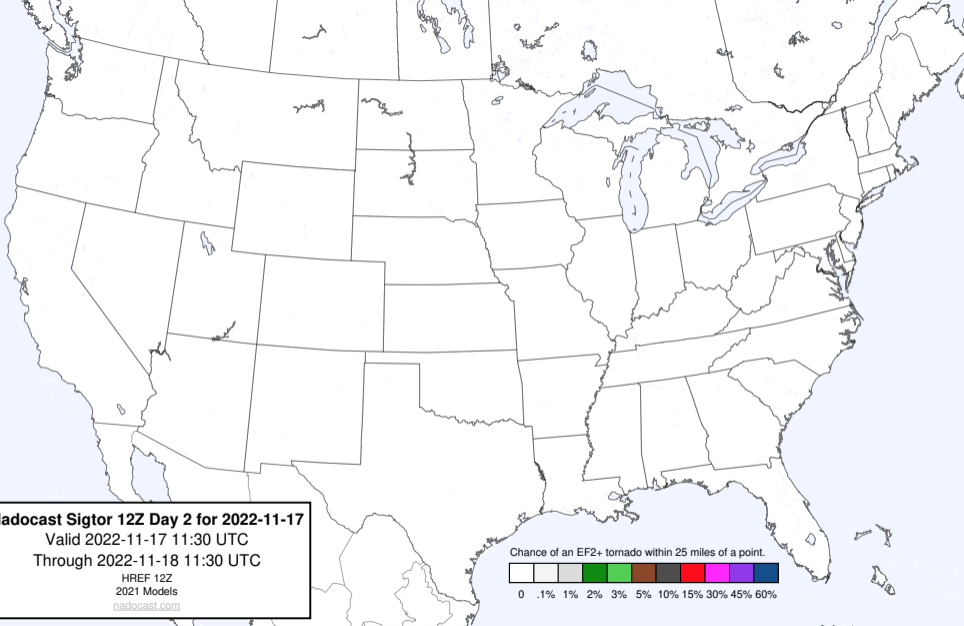 adocast Sigtor 12Z Day 2 for 2022-11-17
Valid 2022-11-17 11:30 UTC
Through 2022-11-18 11:30 UTC
HREF 12Z
2021 Models
nadocast.com
Chance of an EF2+ tornado within 25 miles of a point.
0 .1% 1% 2% 3% 5% 10% 15% 30% 45% 60%